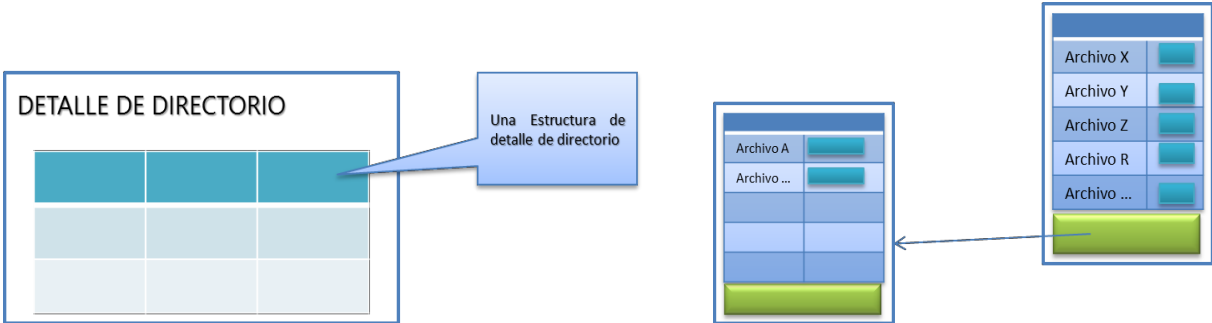 DETALLE DE DIRECTORIO
Una Estructura de
detalle de directorio
Archivo A
Archivo ...
Archivo X
Archivo Y
Archivo Z
Archivo R
Archivo ...